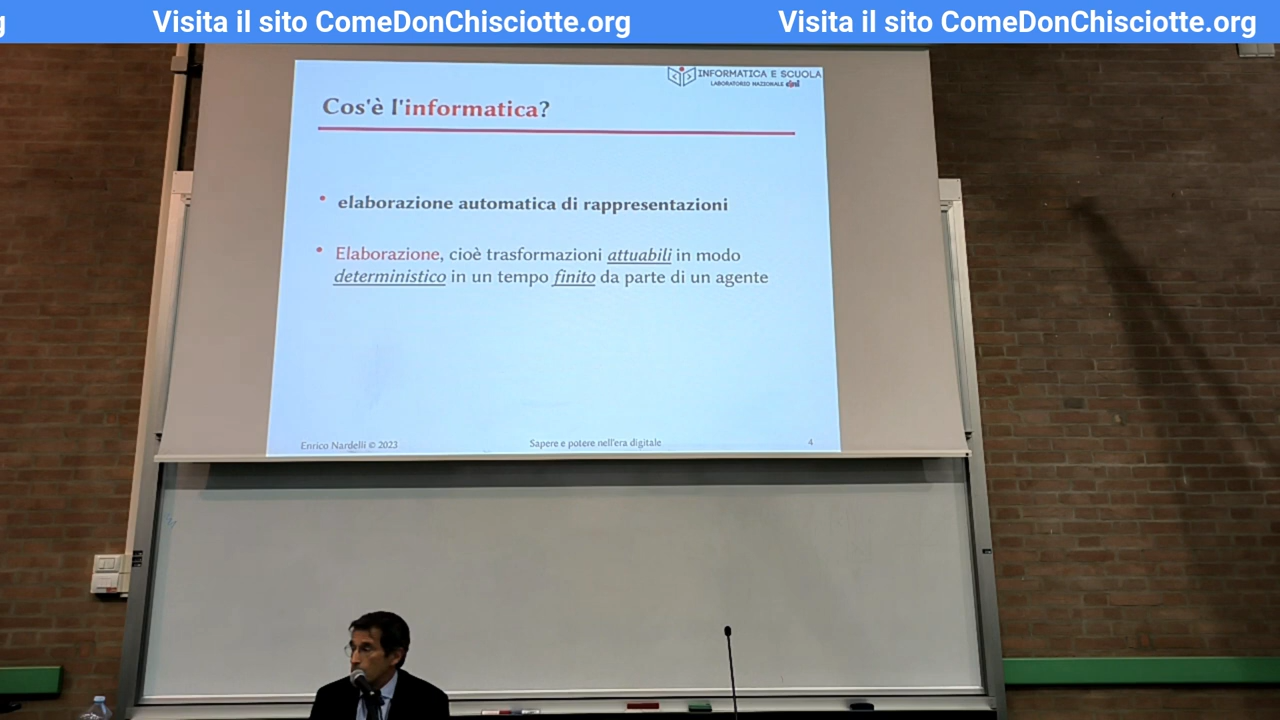 g Visita il sito ComeDonChisciotte.org Visita il sito ComeDonChisciotte.org
INFORMATICA E SCUOLA
LABORATORIO NAZIONALE cini
Cos'è l'informatica?
• elaborazione automatica di rappresentazioni
• Elaborazione, cioè trasformazioni attuabili in modo
deterministico in un tempo finito da parte di un agente
Enrico Nardelli © 2023 Sapere e potere nell'era digitale 4